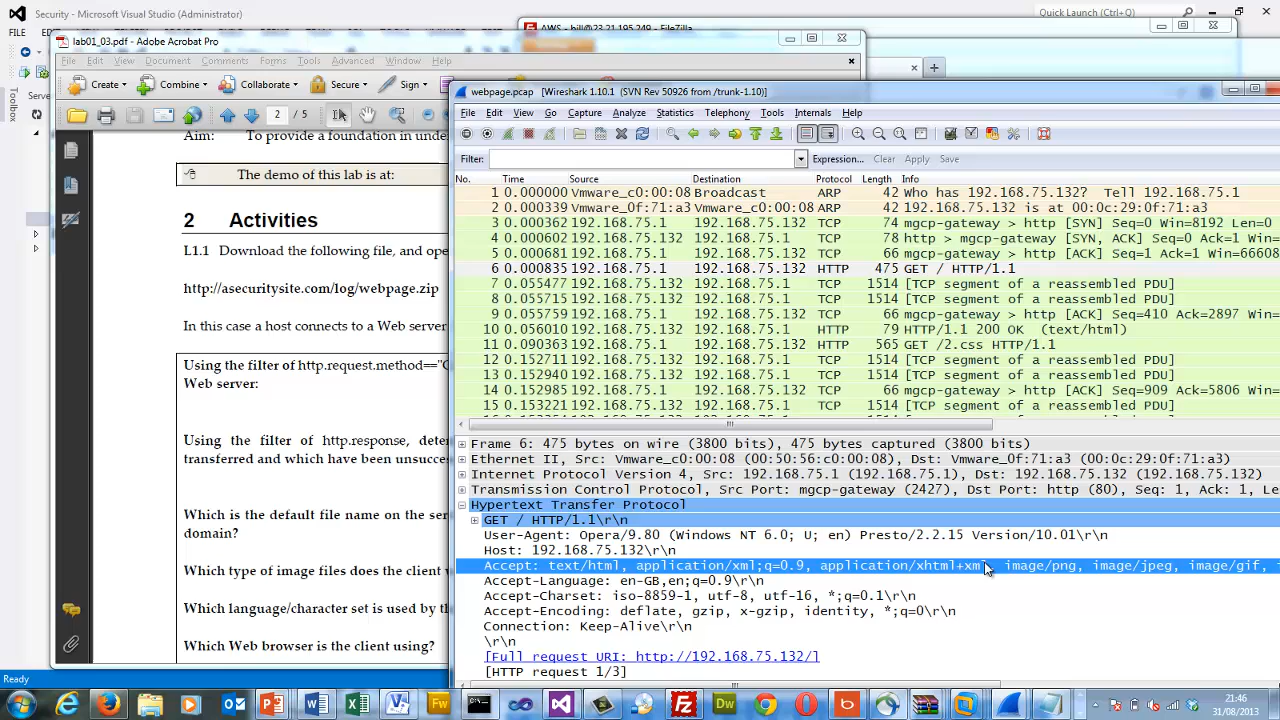 Security - Microsoft Visual Studio (Administrator)
Quick Launch (Ctrl+Q)
FILE
AWS - bill@23.21.195.249 - FileZilla
lab01_03.pdf - Adobe Acrobat Pro
File Edit View Document Comments Forms Tools Advanced Window Help
Create Combine Collaborate Secure Sign
2 / 5
Toolbox
Aim: To provide a foundation in under
The demo of this lab is at:
2 Activities
L1.1 Download the following file, and ope
http://asecuritysite.com/log/webpage.zip
In this case a host connects to a Web server
Using the filter of http.request.method=="G
Web server:
Using the filter of http.response, deter
transferred and which have been unsucce
Which is the default file name on the serv
domain?
Which type of image files does the client w
Which language/character set is used by th
Which Web browser is the client using?
webpage.pcap [Wireshark 1.10.1 (SVN Rev 50926 from /trunk-1.10)]
File Edit View Go Capture Analyze Statistics Telephony Tools Internals Help
Filter: Expression... Clear Apply Save
No. Time Source Destination Protocol Length Info
1 0.000000 Vmware_c0:00:08 Broadcast ARP 42 Who has 192.168.75.132? Tell 192.168.75.1
2 0.000339 Vmware_0f:71:a3 Vmware_c0:00:08 ARP 42 192.168.75.132 is at 00:0c:29:0f:71:a3
3 0.000362 192.168.75.1 192.168.75.132 TCP 74 mgcp-gateway > http [SYN] Seq=0 Win=8192 Len=0
4 0.000602 192.168.75.132 192.168.75.1 TCP 78 http > mgcp-gateway [SYN, ACK] Seq=0 Ack=1 Win=
5 0.000681 192.168.75.1 192.168.75.132 TCP 66 mgcp-gateway > http [ACK] Seq=1 Ack=1 Win=66608
6 0.000835 192.168.75.1 192.168.75.132 HTTP 475 GET / HTTP/1.1
7 0.055477 192.168.75.132 192.168.75.1 TCP 1514 [TCP segment of a reassembled PDU]
8 0.055715 192.168.75.132 192.168.75.1 TCP 1514 [TCP segment of a reassembled PDU]
9 0.055759 192.168.75.1 192.168.75.132 TCP 66 mgcp-gateway > http [ACK] Seq=410 Ack=2897 Win=
10 0.056010 192.168.75.132 192.168.75.1 HTTP 79 HTTP/1.1 200 OK (text/html)
11 0.090363 192.168.75.1 192.168.75.132 HTTP 565 GET /2.css HTTP/1.1
12 0.152711 192.168.75.132 192.168.75.1 TCP 1514 [TCP segment of a reassembled PDU]
13 0.152940 192.168.75.132 192.168.75.1 TCP 1514 [TCP segment of a reassembled PDU]
14 0.152985 192.168.75.1 192.168.75.132 TCP 66 mgcp-gateway > http [ACK] Seq=909 Ack=5806 Win=
15 0.153221 192.168.75.132 192.168.75.1 TCP 1514 [TCP segment of a reassembled PDU]
Frame 6: 475 bytes on wire (3800 bits), 475 bytes captured (3800 bits)
Ethernet II, Src: Vmware_c0:00:08 (00:50:56:c0:00:08), Dst: Vmware_0f:71:a3 (00:0c:29:0f:71:a3)
Internet Protocol Version 4, Src: 192.168.75.1 (192.168.75.1), Dst: 192.168.75.132 (192.168.75.132)
Transmission Control Protocol, Src Port: mgcp-gateway (2427), Dst Port: http (80), Seq: 1, Ack: 1, Le
Hypertext Transfer Protocol
GET / HTTP/1.1\r\n
User-Agent: Opera/9.80 (Windows NT 6.0; U; en) Presto/2.2.15 Version/10.01\r\n
Host: 192.168.75.132\r\n
Accept: text/html, application/xml;q=0.9, application/xhtml+xml, image/png, image/jpeg, image/gif, i
Accept-Language: en-GB,en;q=0.9\r\n
Accept-Charset: iso-8859-1, utf-8, utf-16, *;q=0.1\r\n
Accept-Encoding: deflate, gzip, x-gzip, identity, *;q=0\r\n
Connection: Keep-Alive\r\n
\r\n
[Full request URI: http://192.168.75.132/]
[HTTP request 1/3]
Ready
21:46
31/08/2013